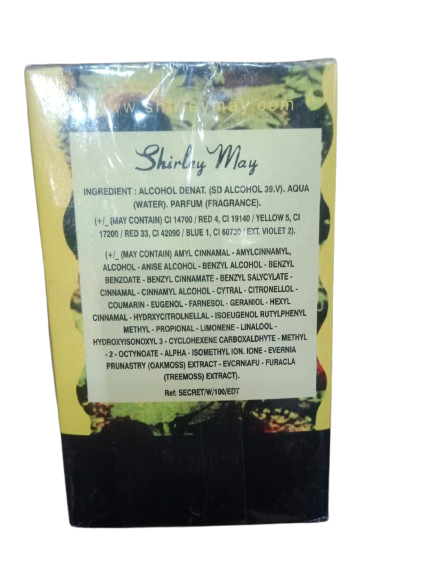 www.shirleymay.com
Shirley May
INGREDIENT : ALCOHOL DENAT. (SD ALCOHOL 39.V). AQUA
(WATER). PARFUM (FRAGRANCE).
(+/_ (MAY CONTAIN) CI 14700 / RED 4, CI 19140 / YELLOW 5, CI
17200 / RED 33, CI 42090 / BLUE 1, CI 60730 / EXT. VIOLET 2).
(+/_ (MAY CONTAIN) AMYL CINNAMAL - AMYLCINNAMYL,
ALCOHOL - ANISE ALCOHOL - BENZYL ALCOHOL - BENZYL
BENZOATE - BENZYL CINNAMATE - BENZYL SALYCYLATE -
CINNAMAL - CINNAMYL ALCOHOL - CYTRAL - CITRONELLOL -
COUMARIN - EUGENOL - FARNESOL - GERANIOL - HEXYL
CINNAMAL - HYDRXYCITROLNELLAL - ISOEUGENOL RUTYLPHENYL
METHYL - PROPIONAL - LIMONENE - LINALOOL -
HYDROXYISONOXYL 3 - CYCLOHEXENE CARBOXALDHYTE - METHYL
- 2 - OCTYNOATE - ALPHA - ISOMETHYL ION. IONE - EVERNIA
PRUNASTRY (OAKMOSS) EXTRACT - EVCRNIAFU - FURACLA
(TREEMOSS) EXTRACT).
Ref: SECRET/W/100/EDT